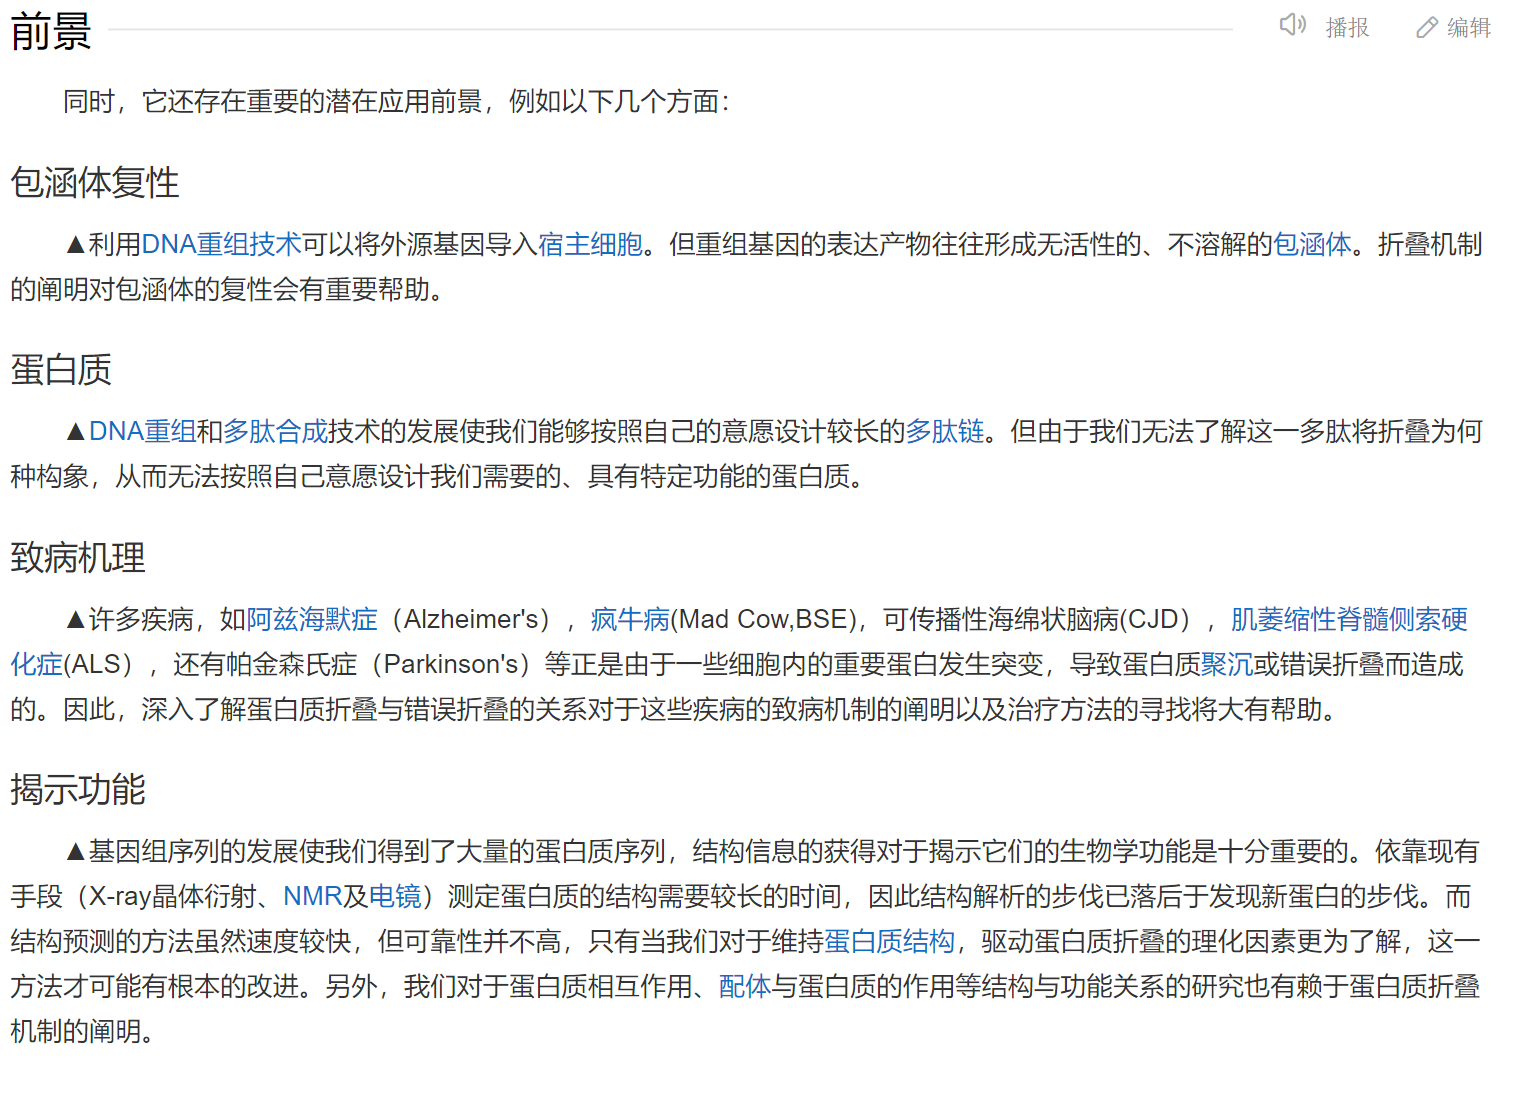 前景
播报
编辑
同时，它还存在重要的潜在应用前景，例如以下几个方面：
包涵体复性
▲利用DNA重组技术可以将外源基因导入宿主细胞。但重组基因的表达产物往往形成无活性的、不溶解的包涵体。折叠机制
的阐明对包涵体的复性会有重要帮助。
蛋白质
▲DNA重组和多肽合成技术的发展使我们能够按照自己的意愿设计较长的多肽链。但由于我们无法了解这一多肽将折叠为何
种构象，从而无法按照自己意愿设计我们需要的、具有特定功能的蛋白质。
致病机理
▲许多疾病，如阿兹海默症（Alzheimer's），疯牛病(Mad Cow,BSE)，可传播性海绵状脑病(CJD），肌萎缩性脊髓侧索硬
化症(ALS），还有帕金森氏症（Parkinson's）等正是由于一些细胞内的重要蛋白发生突变，导致蛋白质聚沉或错误折叠而造成
的。因此，深入了解蛋白质折叠与错误折叠的关系对于这些疾病的致病机制的阐明以及治疗方法的寻找将大有帮助。
揭示功能
▲基因组序列的发展使我们得到了大量的蛋白质序列，结构信息的获得对于揭示它们的生物学功能是十分重要的。依靠现有
手段（X-ray晶体衍射、NMR及电镜）测定蛋白质的结构需要较长的时间，因此结构解析的步伐已落后于发现新蛋白的步伐。而
结构预测的方法虽然速度较快，但可靠性并不高，只有当我们对于维持蛋白质结构，驱动蛋白质折叠的理化因素更为了解，这一
方法才可能有根本的改进。另外，我们对于蛋白质相互作用、配体与蛋白质的作用等结构与功能关系的研究也有赖于蛋白质折叠
机制的阐明。